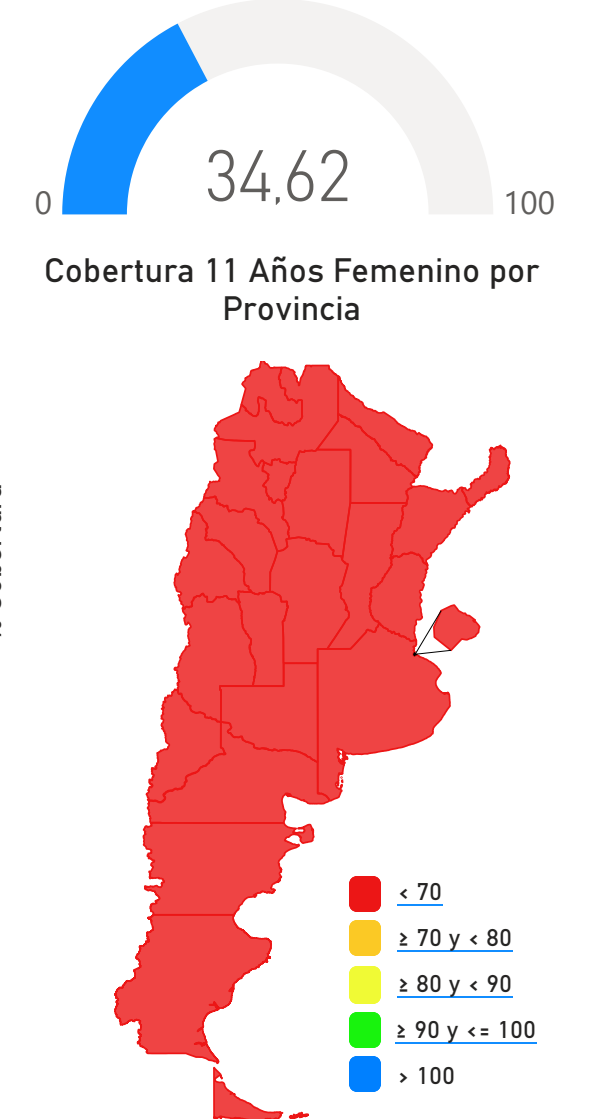 34,62
0
100
Cobertura 11 Años Femenino por
Provincia
< 70
≥ 70 y < 80
≥ 80 y < 90
≥ 90 y <= 100
> 100